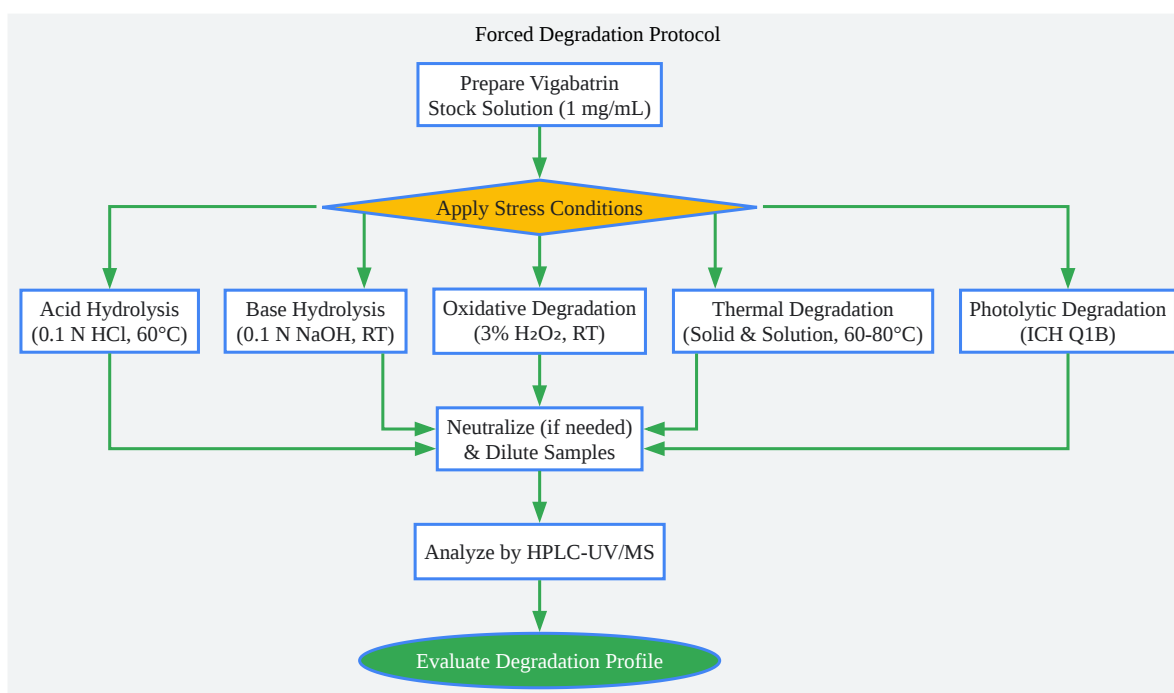 Forced Degradation Protocol
Prepare Vigabatrin
Stock Solution (1 mg/mL)
Apply Stress Conditions
Acid Hydrolysis
(0.1 N HCl, 60°C)
Base Hydrolysis
(0.1 N NaOH, RT)
Oxidative Degradation
(3% H₂O₂, RT)
Thermal Degradation
(Solid & Solution, 60-80°C)
Photolytic Degradation
(ICH Q1B)
Neutralize (if needed)
& Dilute Samples
Analyze by HPLC-UV/MS
Evaluate Degradation Profile